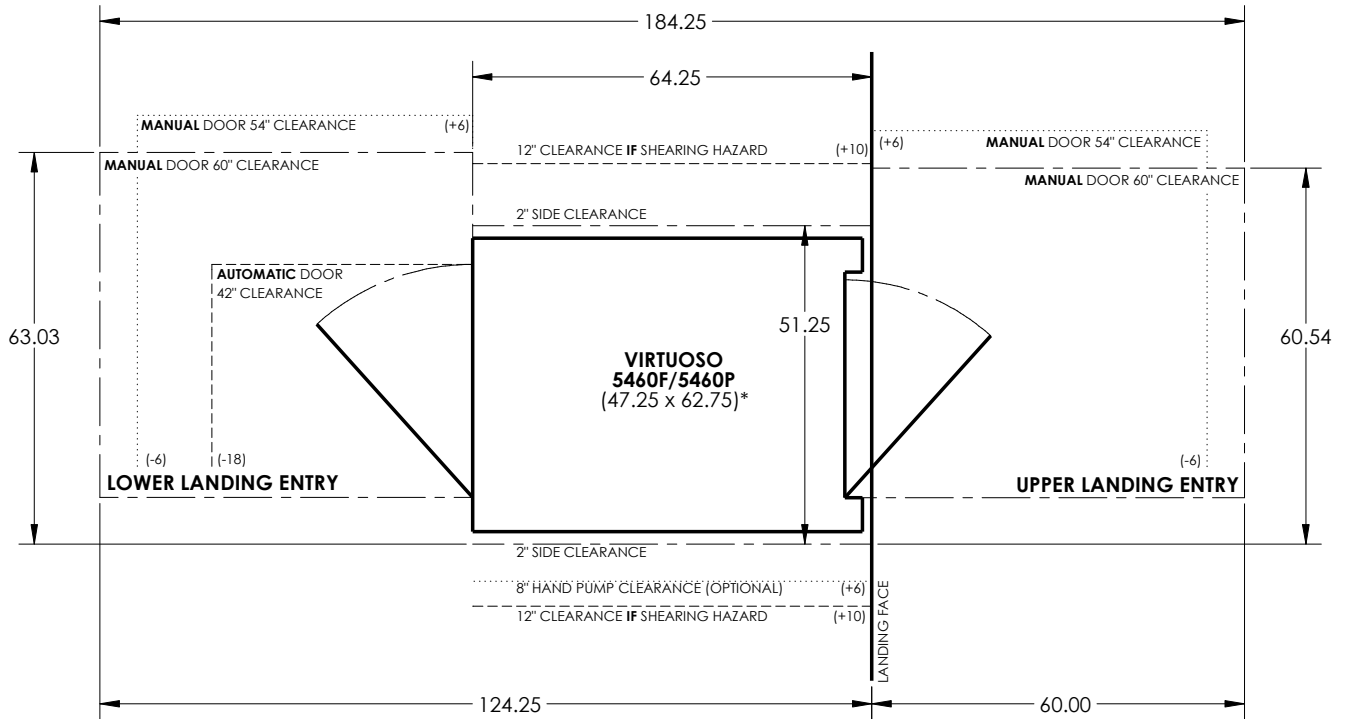 184.25
64.25
MANUAL DOOR 54" CLEARANCE (+6)
MANUAL DOOR 60" CLEARANCE
12" CLEARANCE IF SHEARING HAZARD (+10)
(+6) MANUAL DOOR 54" CLEARANCE
MANUAL DOOR 60" CLEARANCE
2" SIDE CLEARANCE
AUTOMATIC DOOR
42" CLEARANCE
63.03
51.25
60.54
VIRTUOSO
5460F/5460P
(47.25 x 62.75)*
(-6)
(-18)
(-6)
LOWER LANDING ENTRY
UPPER LANDING ENTRY
2" SIDE CLEARANCE
8" HAND PUMP CLEARANCE (OPTIONAL) (+6)
12" CLEARANCE IF SHEARING HAZARD (+10)
LANDING FACE
124.25
60.00